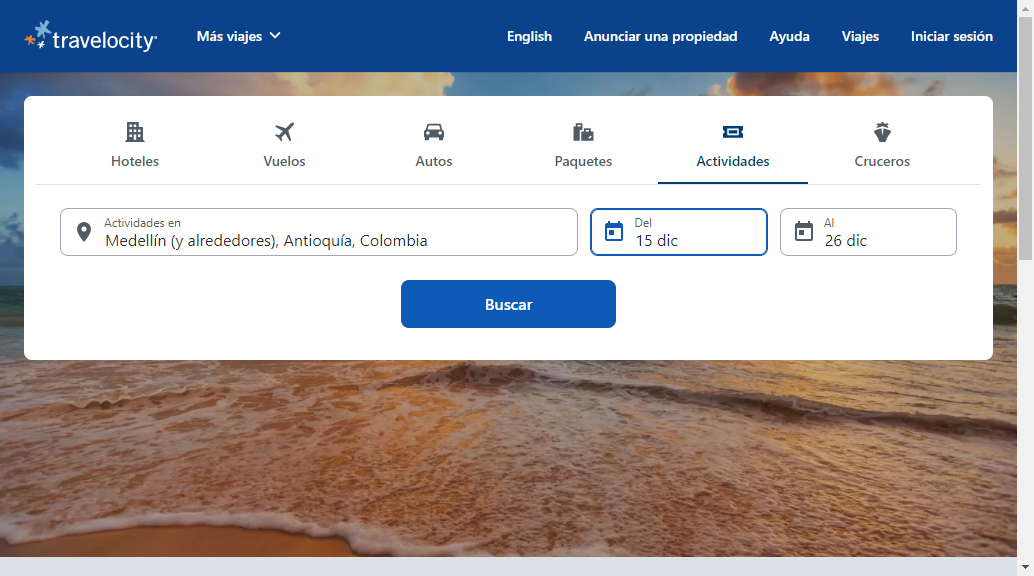 travelocity
Más viajes
English
Anunciar una propiedad
Ayuda
Viajes
Iniciar sesión
Hoteles
Vuelos
Autos
Paquetes
Actividades
Cruceros
Actividades en
Medellín (y alrededores), Antioquía, Colombia
Del
15 dic
Al
26 dic
Buscar